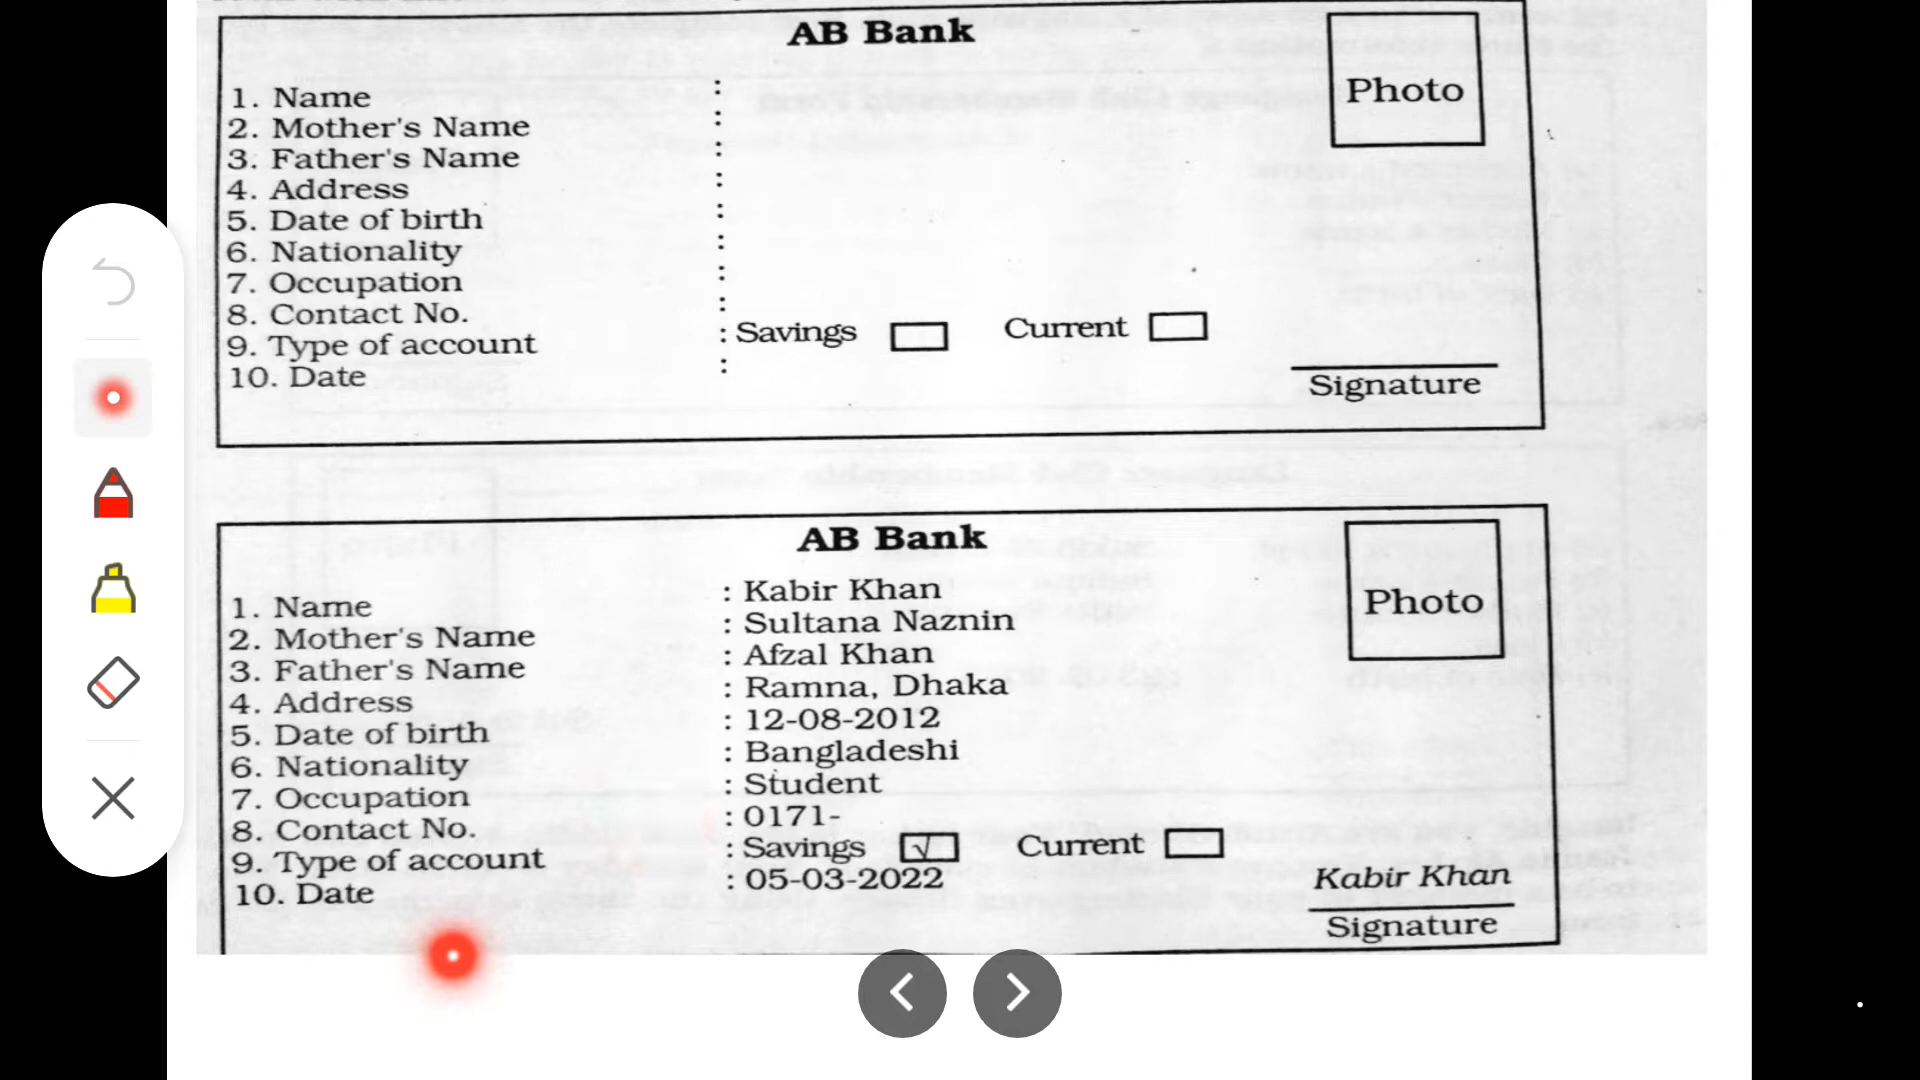 AB Bank
Photo
1. Name :
2. Mother's Name :
3. Father's Name :
4. Address :
5. Date of birth :
6. Nationality :
7. Occupation :
8. Contact No. :
9. Type of account : Savings Current
10. Date :
Signature
AB Bank
Photo
1. Name : Kabir Khan
2. Mother's Name : Sultana Naznin
3. Father's Name : Afzal Khan
4. Address : Ramna, Dhaka
5. Date of birth : 12-08-2012
6. Nationality : Bangladeshi
7. Occupation : Student
8. Contact No. : 0171-
9. Type of account : Savings √ Current
10. Date : 05-03-2022
Kabir Khan
Signature